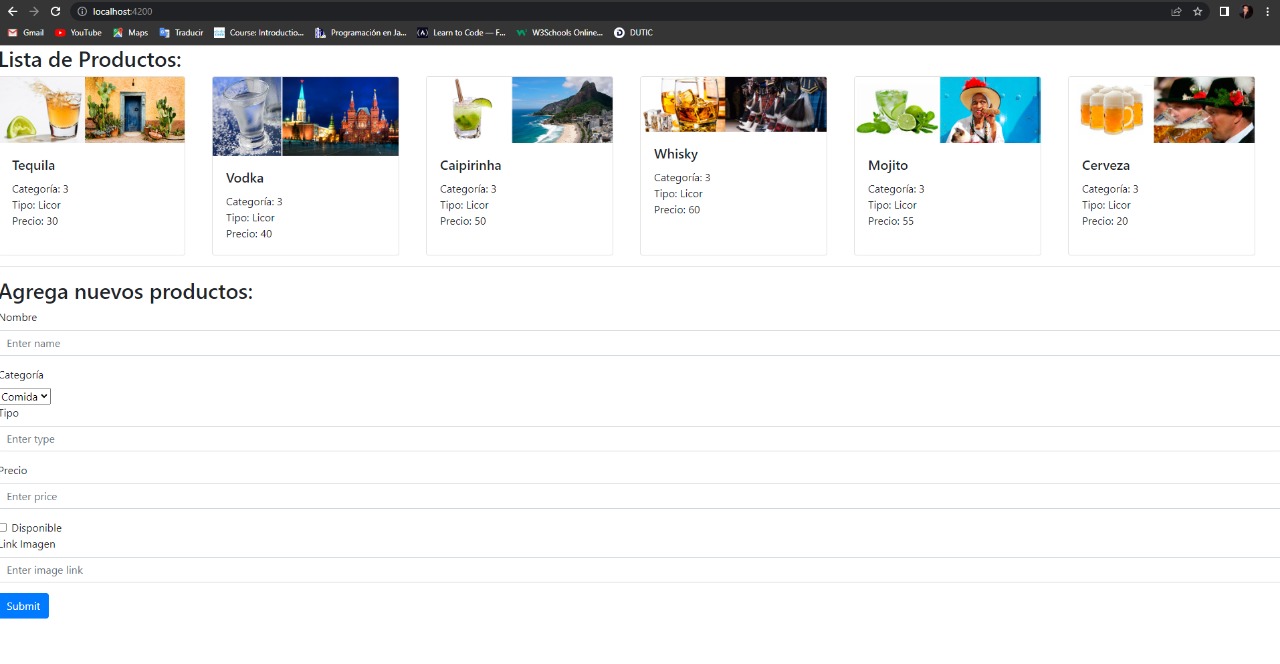 localhost:4200
Gmail
YouTube
Maps
Traducir
Course: Introductio...
Programación en Ja...
Learn to Code — F...
W3Schools Online...
DUTIC
Lista de Productos:
Tequila
Categoría: 3
Tipo: Licor
Precio: 30
Vodka
Categoría: 3
Tipo: Licor
Precio: 40
Caipirinha
Categoría: 3
Tipo: Licor
Precio: 50
Whisky
Categoría: 3
Tipo: Licor
Precio: 60
Mojito
Categoría: 3
Tipo: Licor
Precio: 55
Cerveza
Categoría: 3
Tipo: Licor
Precio: 20
Agrega nuevos productos:
Nombre
Enter name
Categoría
Comida
Tipo
Enter type
Precio
Enter price
Disponible
Link Imagen
Enter image link
Submit